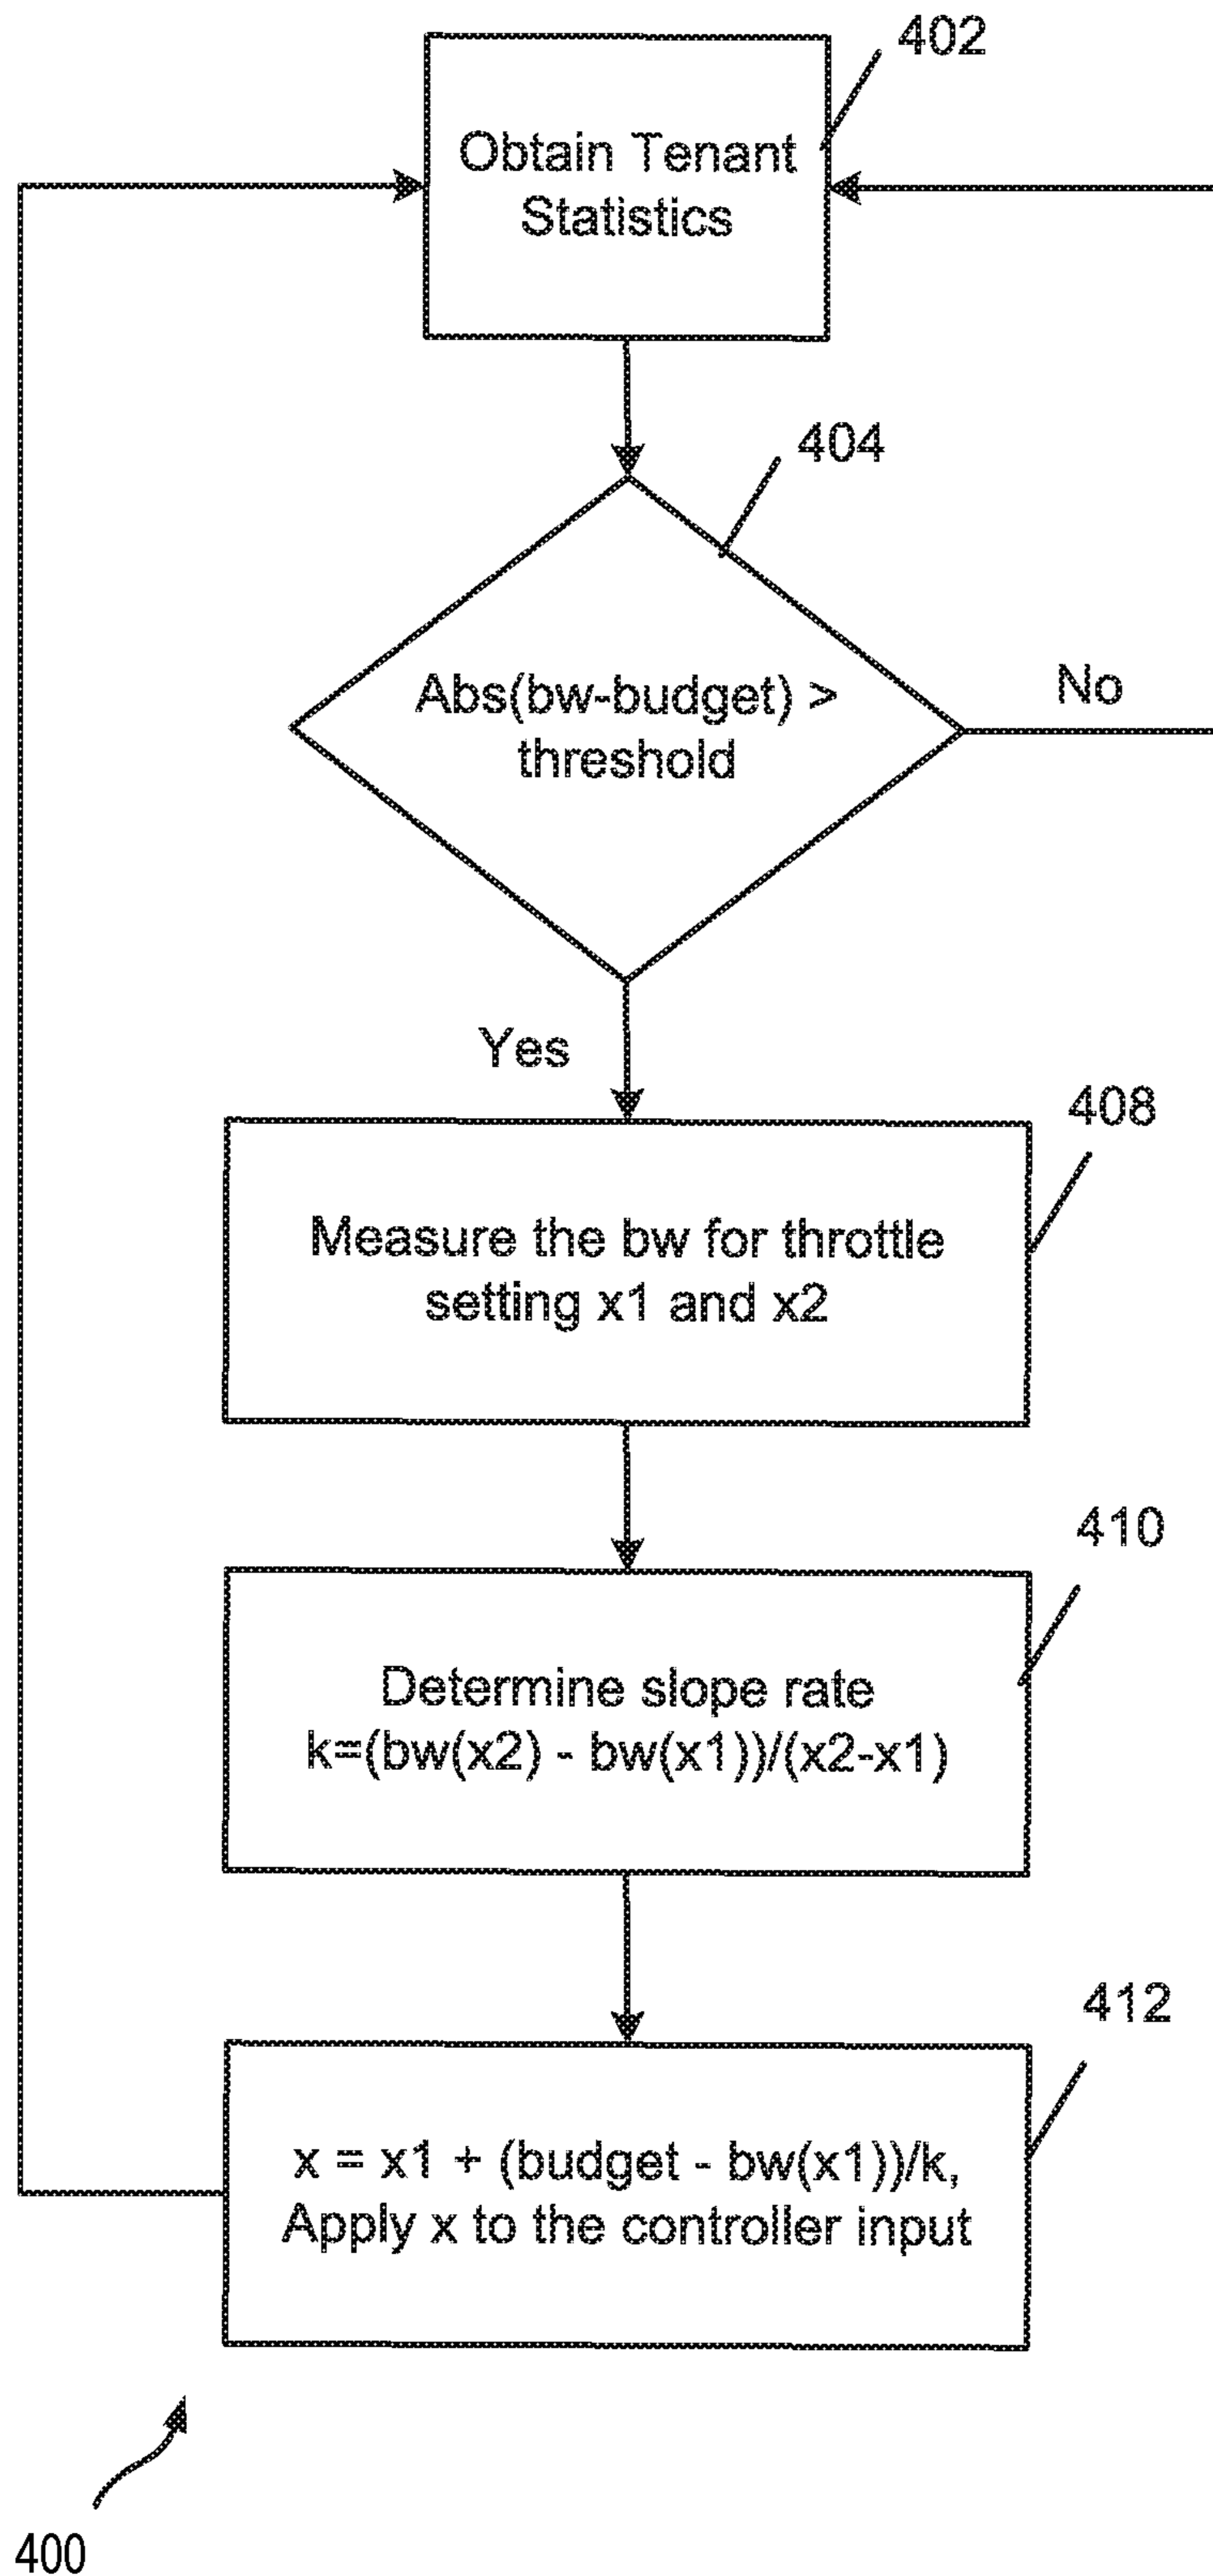 402
Obtain Tenant
Statistics
404
Abs(bw-budget) >
threshold
No
Yes
408
Measure the bw for throttle
setting x1 and x2
410
Determine slope rate
k=(bw(x2) - bw(x1))/(x2-x1)
412
x = x1 + (budget - bw(x1))/k,
Apply x to the controller input
400